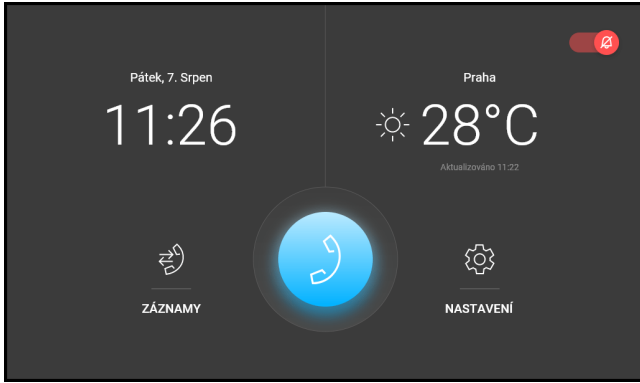 Pátek, 7. Srpen
11:26
Praha
28°C
Aktualizováno 11:22
ZÁZNAMY
NASTAVENÍ